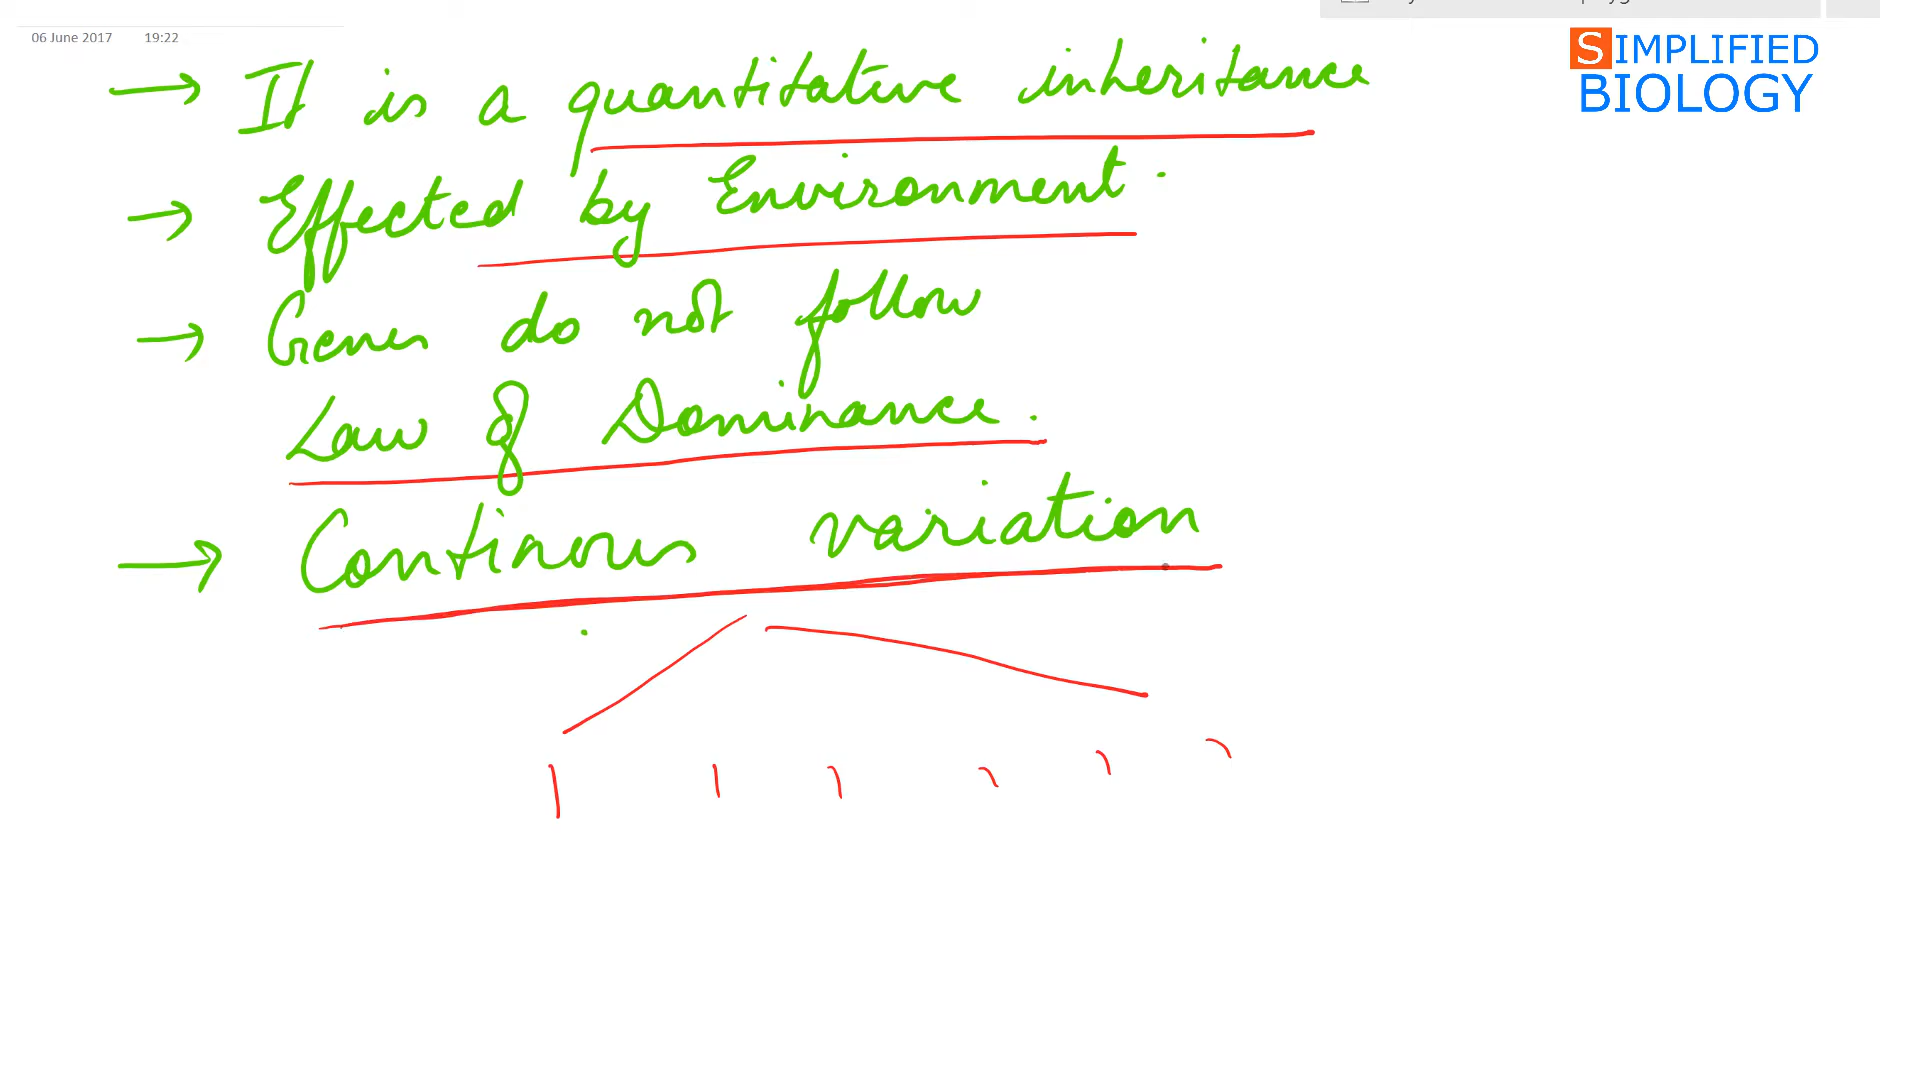 06 June 2017 19:22
SIMPLIFIED
BIOLOGY
→ It is a quantitative inheritance
→ Effected by Environment.
→ Genes do not follow
Law of Dominance.
→ Continous variation